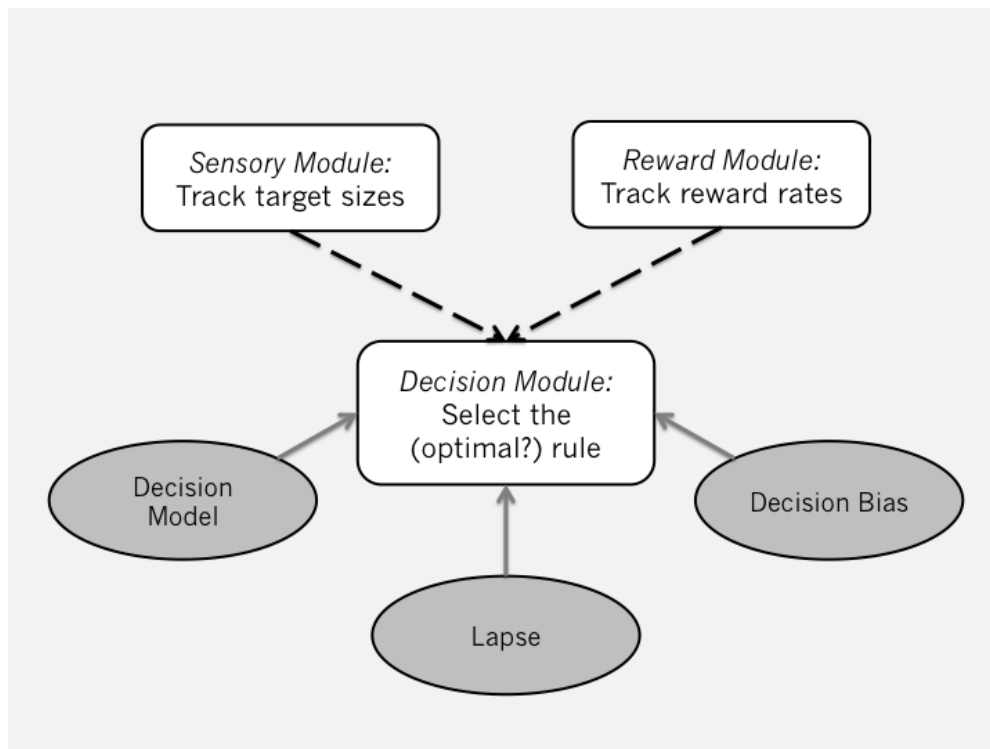 Sensory Module:
Track target sizes
Reward Module:
Track reward rates
Decision Module:
Select the
(optimal?) rule
Decision
Model
Decision Bias
Lapse